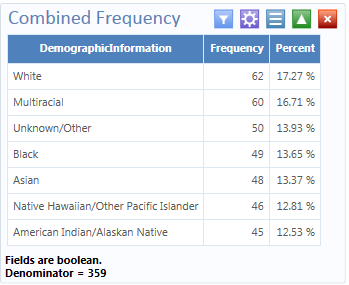 Combined Frequency
DemographicInformation Frequency Percent
White 62 17.27 %
Multiracial 60 16.71 %
Unknown/Other 50 13.93 %
Black 49 13.65 %
Asian 48 13.37 %
Native Hawaiian/Other Pacific Islander 46 12.81 %
American Indian/Alaskan Native 45 12.53 %
Fields are boolean.
Denominator = 359